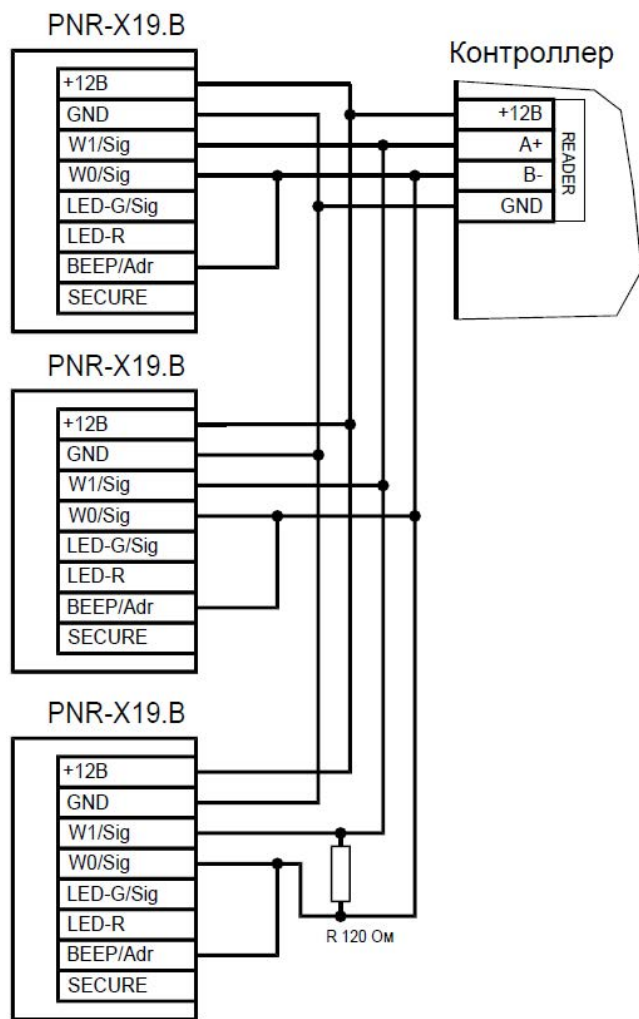 PNR-X19.B
+12В
GND
W1/Sig
W0/Sig
LED-G/Sig
LED-R
BEEP/Adr
SECURE
Контроллер
+12В
A+
B-
GND
READER
PNR-X19.B
+12В
GND
W1/Sig
W0/Sig
LED-G/Sig
LED-R
BEEP/Adr
SECURE
PNR-X19.B
+12В
GND
W1/Sig
W0/Sig
LED-G/Sig
LED-R
BEEP/Adr
SECURE
R 120 Ом